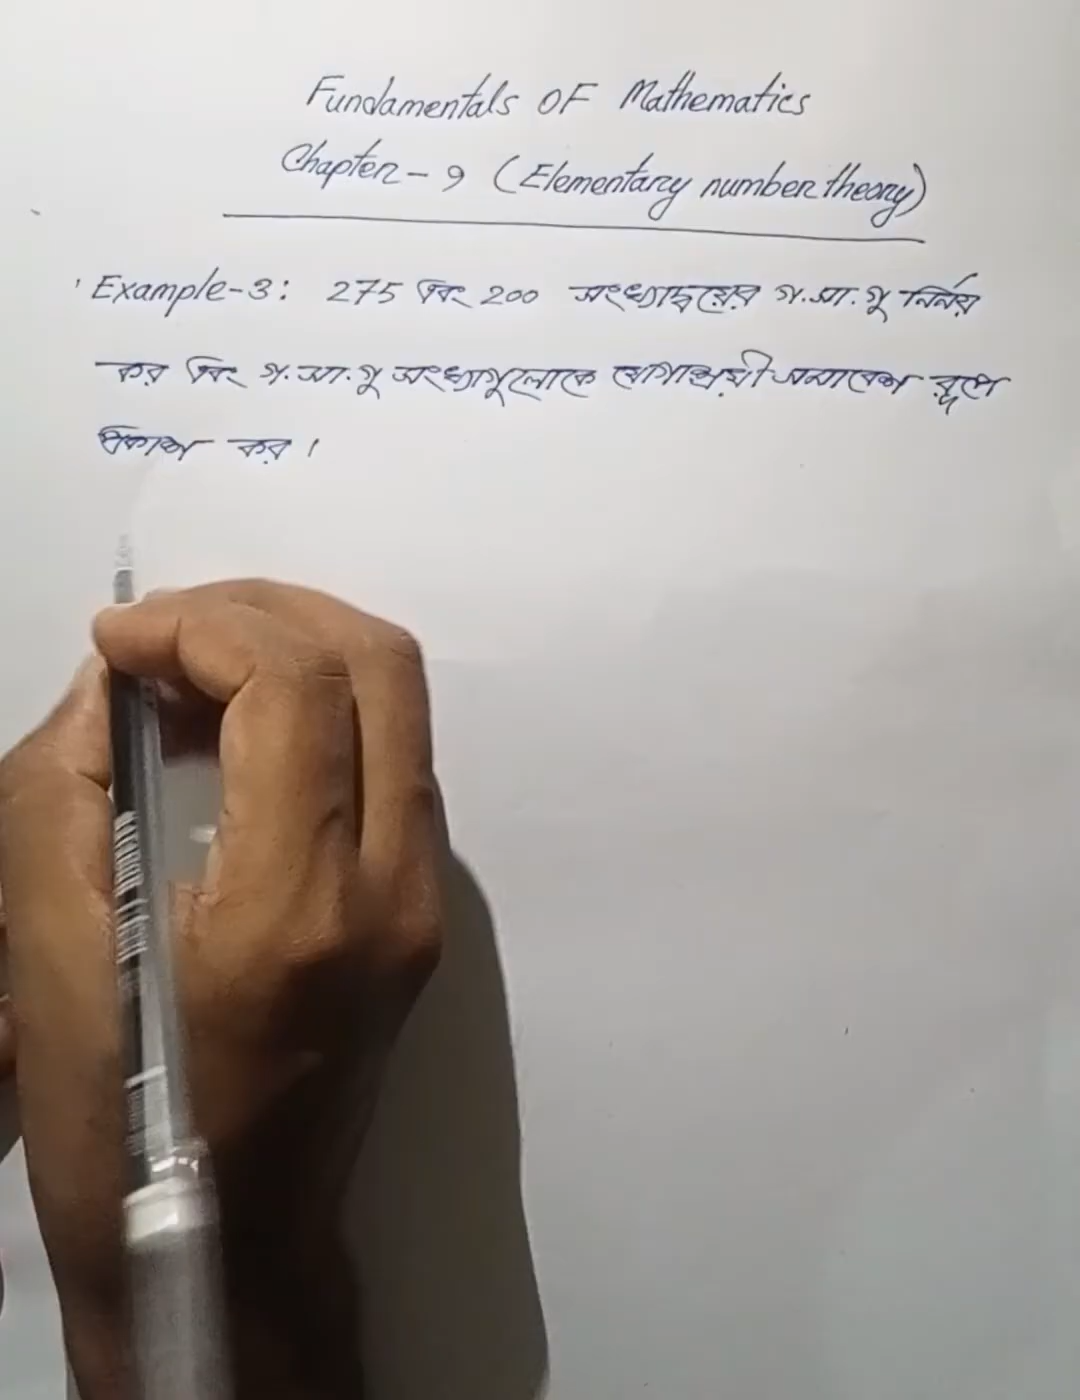 Fundamentals OF Mathematics
Chapter - 9 (Elementary number theory)
Example-3: 275 এবং 200 সংখ্যাদ্বয়ের গ.সা.গু নির্নয়
কর এবং গ.সা.গু সংখ্যাগুলোকে যোগাশ্রয়ী সমাবেশ রূপে
প্রকাশ কর ।